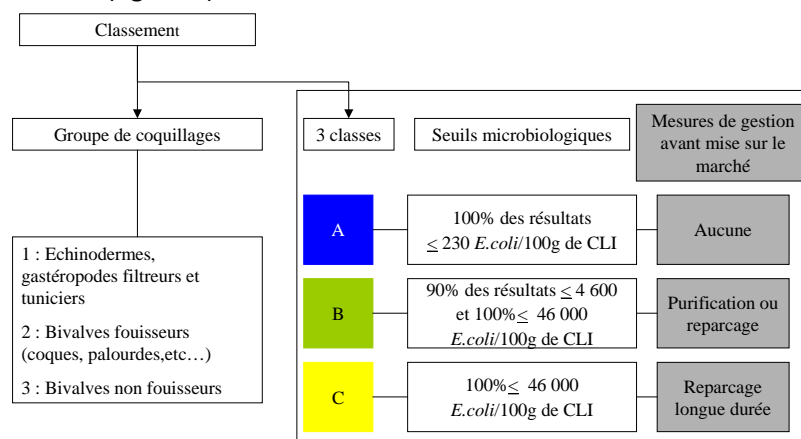 Classement
Groupe de coquillages
3 classes
Seuils microbiologiques
Mesures de gestion
avant mise sur le
marché
1 : Echinodermes,
gastéropodes filtreurs et
tuniciers
2 : Bivalves fouisseurs
(coques, palourdes,etc…)
3 : Bivalves non fouisseurs
A
100% des résultats
≤ 230 E.coli/100g de CLI
Aucune
B
90% des résultats ≤ 4 600
et 100%≤ 46 000
E.coli/100g de CLI
Purification ou
reparcage
C
100%≤ 46 000
E.coli/100g de CLI
Reparcage
longue durée